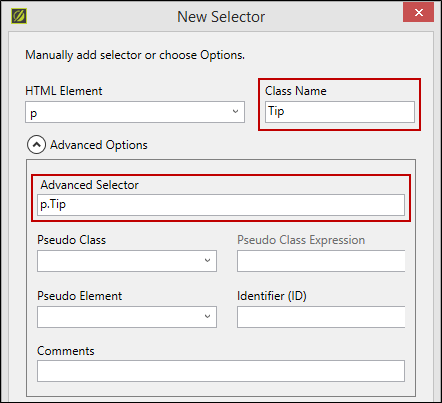 New Selector
Manually add selector or choose Options.
HTML Element
Class Name
p
Tip
Advanced Options
Advanced Selector
p.Tip
Pseudo Class
Pseudo Class Expression
Pseudo Element
Identifier (ID)
Comments